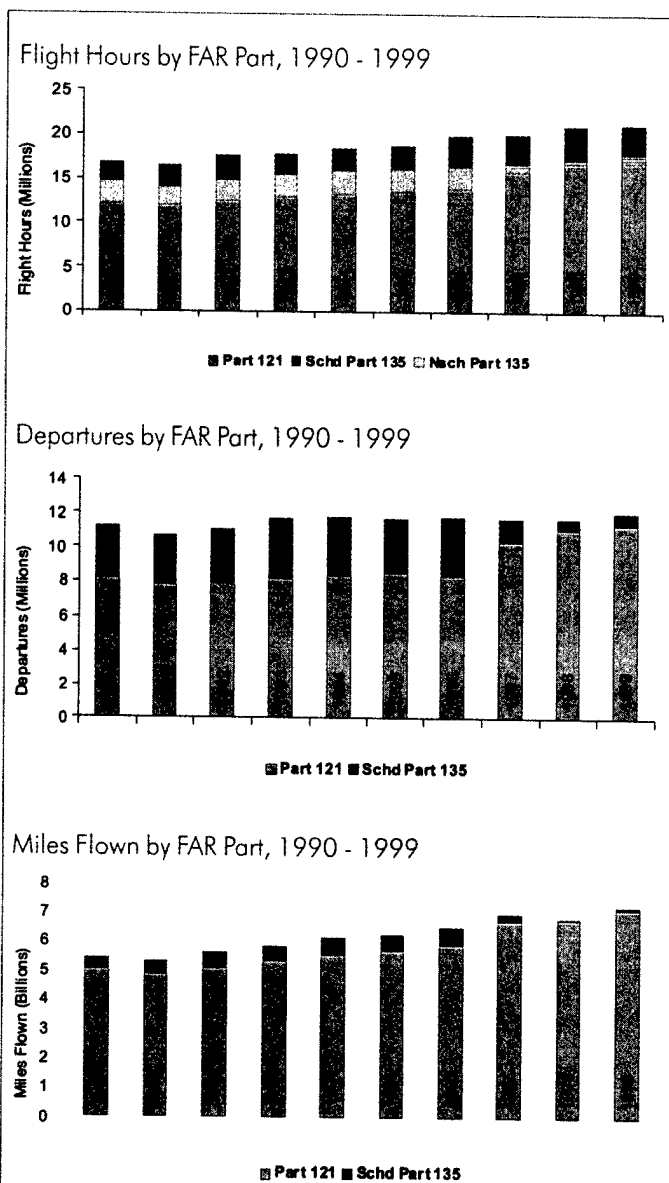 Flight Hours by FAR Part, 1990 - 1999
25
20
15
10
5
0
Flight Hours (Millions)
Part 121 Schd Part 135 Nsch Part 135
Departures by FAR Part, 1990 - 1999
14
12
10
8
6
4
2
0
Departures (Millions)
Part 121 Schd Part 135
Miles Flown by FAR Part, 1990 - 1999
8
7
6
5
4
3
2
1
0
Miles Flown (Billions)
Part 121 Schd Part 135